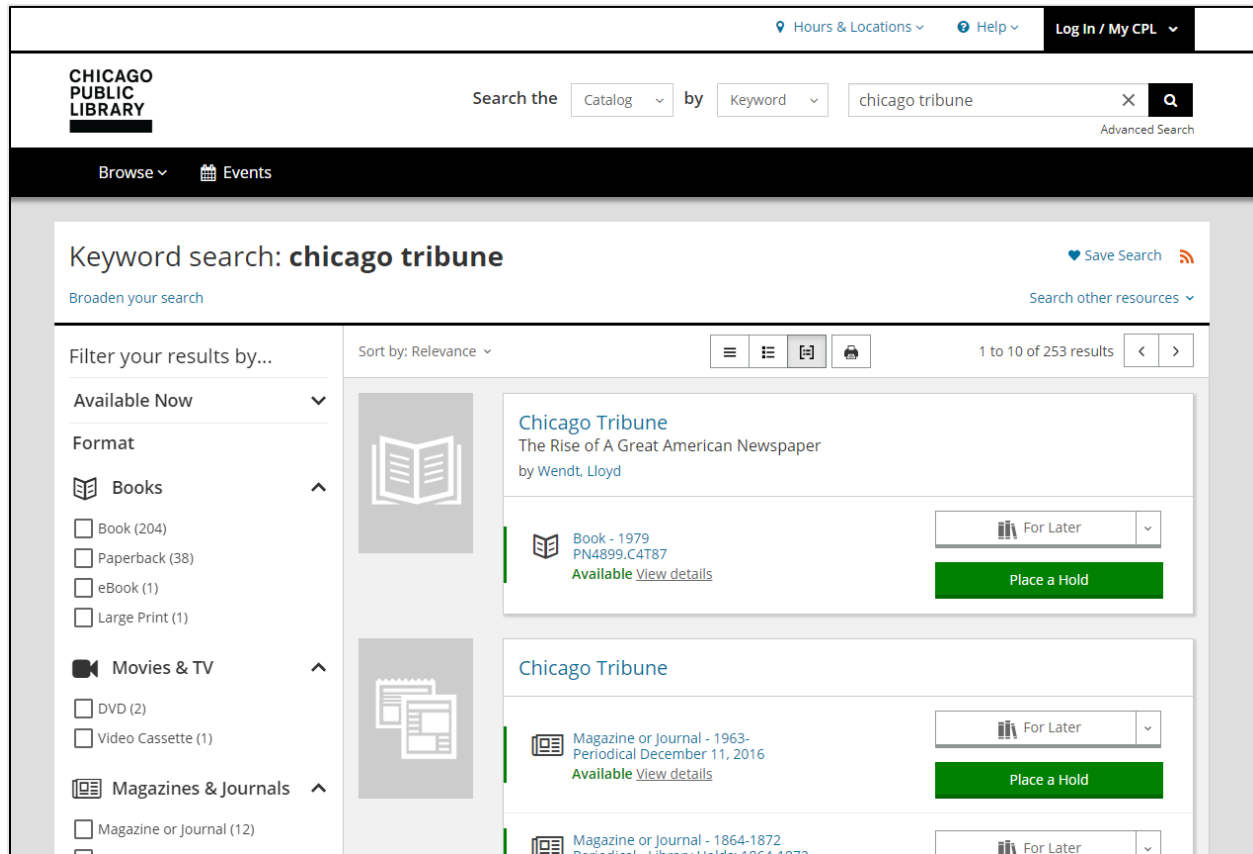 Hours & Locations
Help
Log In / My CPL
CHICAGO
PUBLIC
LIBRARY
Search the
Catalog
by
Keyword
chicago tribune
Advanced Search
Browse
Events
Keyword search: chicago tribune
Save Search
Broaden your search
Search other resources
Filter your results by...
Sort by: Relevance
1 to 10 of 253 results
Available Now
Format
Books
Book (204)
Paperback (38)
eBook (1)
Large Print (1)
Movies & TV
DVD (2)
Video Cassette (1)
Magazines & Journals
Magazine or Journal (12)
Chicago Tribune
The Rise of A Great American Newspaper
by Wendt, Lloyd
Book - 1979
PN4899.C4T87
Available View details
For Later
Place a Hold
Chicago Tribune
Magazine or Journal - 1963-
Periodical December 11, 2016
Available View details
For Later
Place a Hold
Magazine or Journal - 1864-1872
Periodical - Library Holds: 1864-1872
For Later